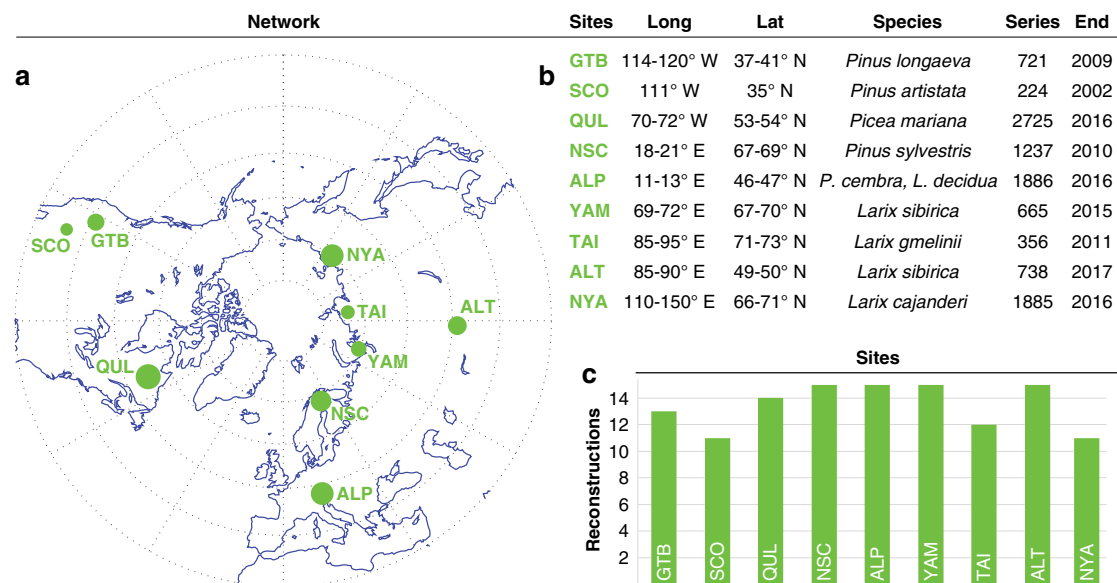 Network
Sites Long Lat Species Series End
a
b
GTB 114-120° W 37-41° N Pinus longaeva 721 2009
SCO 111° W 35° N Pinus artistata 224 2002
QUL 70-72° W 53-54° N Picea mariana 2725 2016
NSC 18-21° E 67-69° N Pinus sylvestris 1237 2010
ALP 11-13° E 46-47° N P. cembra, L. decidua 1886 2016
YAM 69-72° E 67-70° N Larix sibirica 665 2015
TAI 85-95° E 71-73° N Larix gmelinii 356 2011
ALT 85-90° E 49-50° N Larix sibirica 738 2017
NYA 110-150° E 66-71° N Larix cajanderi 1885 2016
SCO
GTB
NYA
TAI
ALT
YAM
QUL
NSC
ALP
c
Sites
Reconstructions
14
12
10
8
6
4
2
GTB SCO QUL NSC ALP YAM TAI ALT NYA